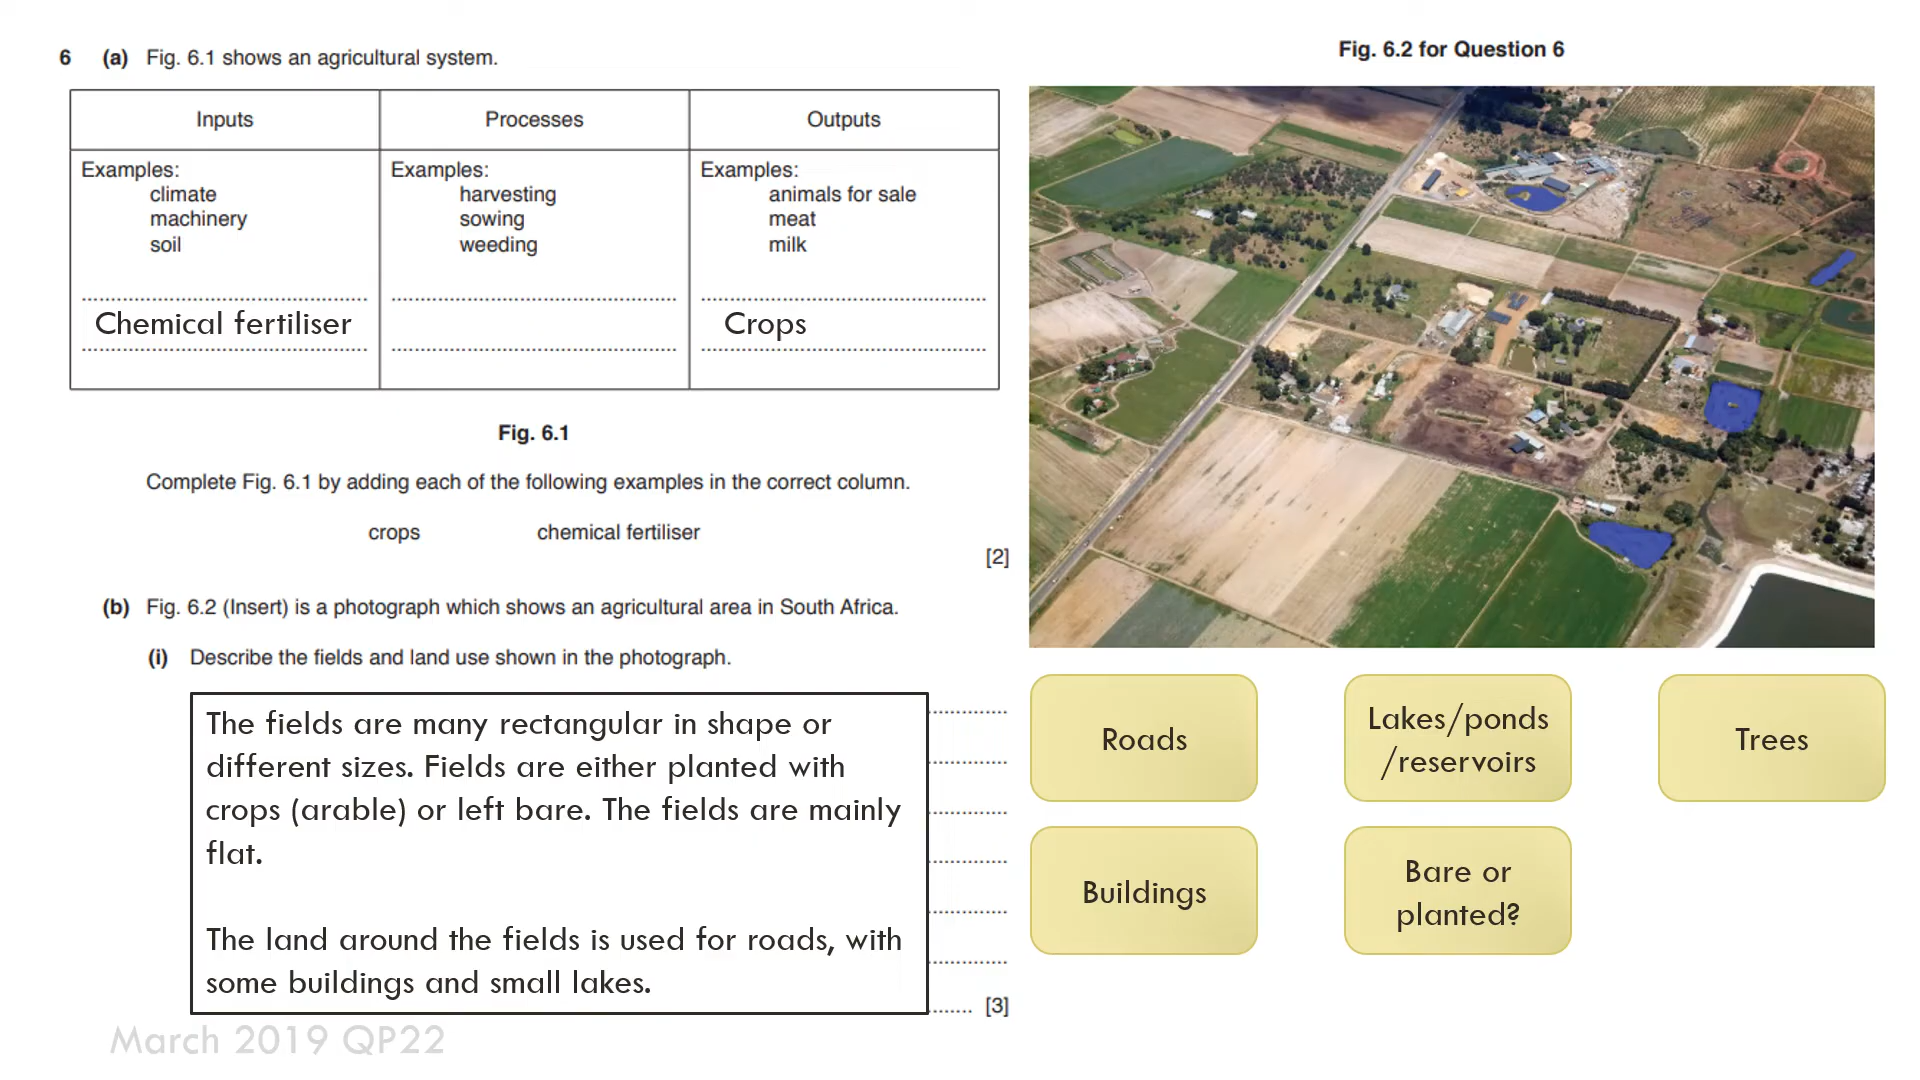 6 (a) Fig. 6.1 shows an agricultural system.
Inputs Processes Outputs
Examples: Examples: Examples:
climate harvesting animals for sale
machinery sowing meat
soil weeding milk
Chemical fertiliser Crops
Fig. 6.1
Complete Fig. 6.1 by adding each of the following examples in the correct column.
crops chemical fertiliser
[2]
(b) Fig. 6.2 (Insert) is a photograph which shows an agricultural area in South Africa.
(i) Describe the fields and land use shown in the photograph.
The fields are many rectangular in shape or
different sizes. Fields are either planted with
crops (arable) or left bare. The fields are mainly
flat.
The land around the fields is used for roads, with
some buildings and small lakes.
[3]
March 2019 QP22
Fig. 6.2 for Question 6
Roads
Lakes/ponds
/reservoirs
Trees
Buildings
Bare or
planted?